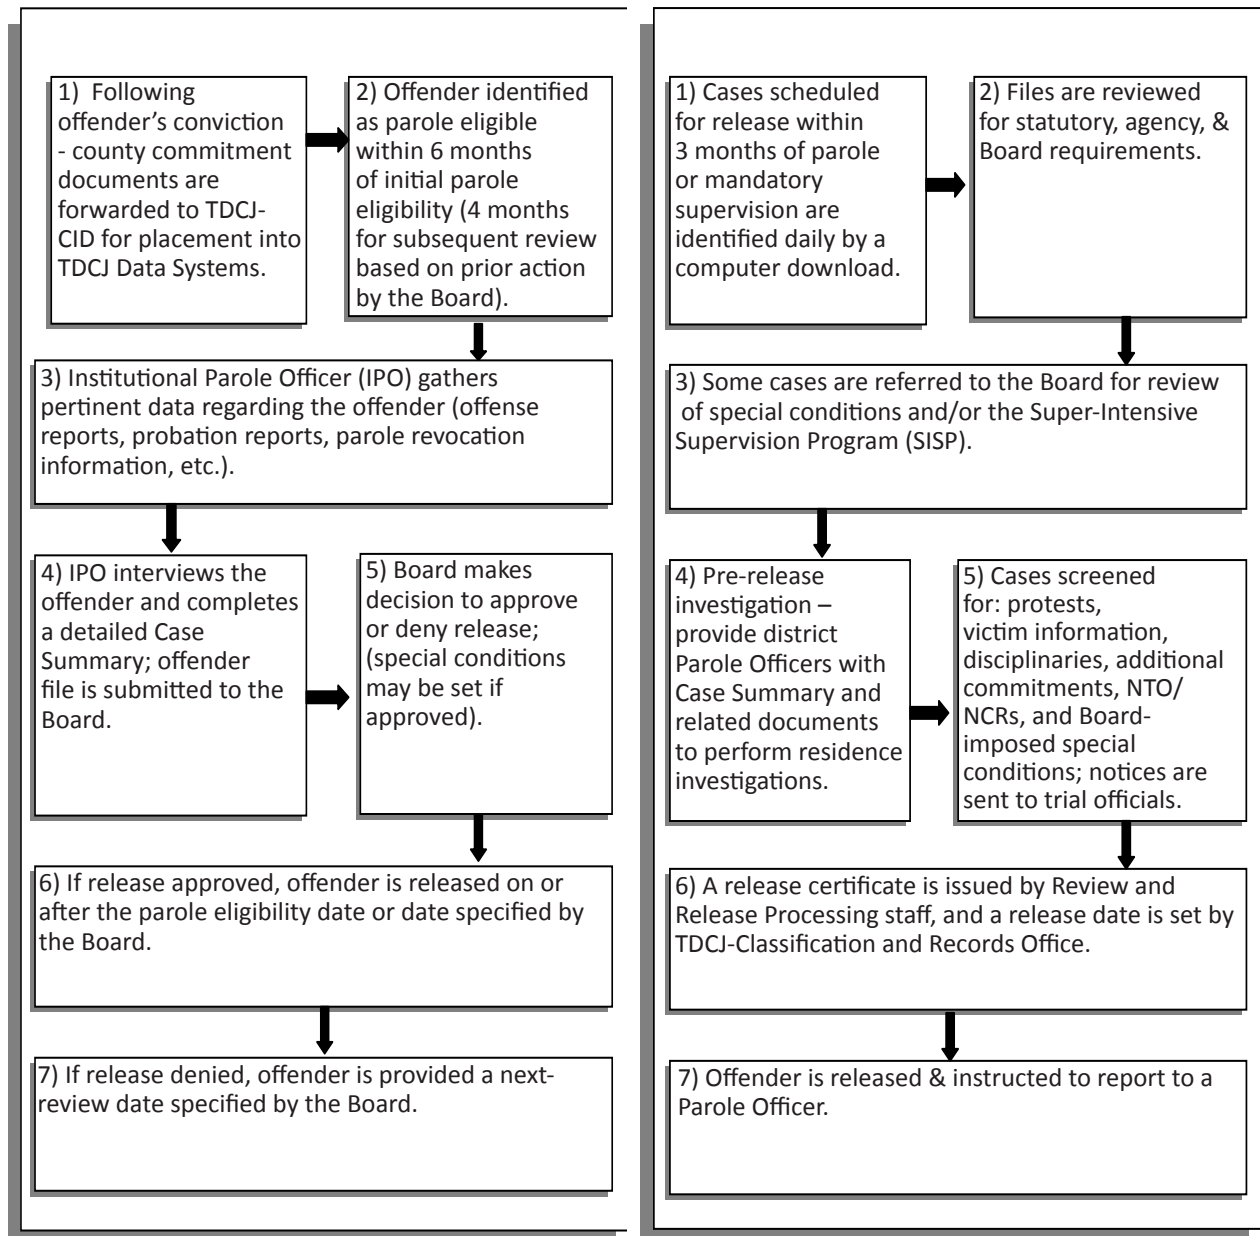 1)  Following
offender's conviction
- county commitment
documents are
forwarded to TDCJ-
CID for placement into
TDCJ Data Systems.
2) Offender identified
as parole eligible
within 6 months
of initial parole
eligibility (4 months
for subsequent review
based on prior action
by the Board).
3) Institutional Parole Officer (IPO) gathers
pertinent data regarding the offender (offense
reports, probation reports, parole revocation
information, etc.).
4) IPO interviews the
offender and completes
a detailed Case
Summary; offender
file is submitted to the
Board.
5) Board makes
decision to approve
or deny release;
(special conditions
may be set if
approved).
6) If release approved, offender is released on or
after the parole eligibility date or date specified by
the Board.
7) If release denied, offender is provided a next-
review date specified by the Board.
1) Cases scheduled
for release within
3 months of parole
or mandatory
supervision are
identified daily by a
computer download.
2) Files are reviewed
for statutory, agency, &
Board requirements.
3) Some cases are referred to the Board for review
of special conditions and/or the Super-Intensive
Supervision Program (SISP).
4) Pre-release
investigation –
provide district
Parole Officers with
Case Summary and
related documents
to perform residence
investigations.
5) Cases screened
for: protests,
victim information,
disciplinaries, additional
commitments, NTO/
NCRs, and Board-
imposed special
conditions; notices are
sent to trial officials.
6) A release certificate is issued by Review and
Release Processing staff, and a release date is set by
TDCJ-Classification and Records Office.
7) Offender is released & instructed to report to a
Parole Officer.